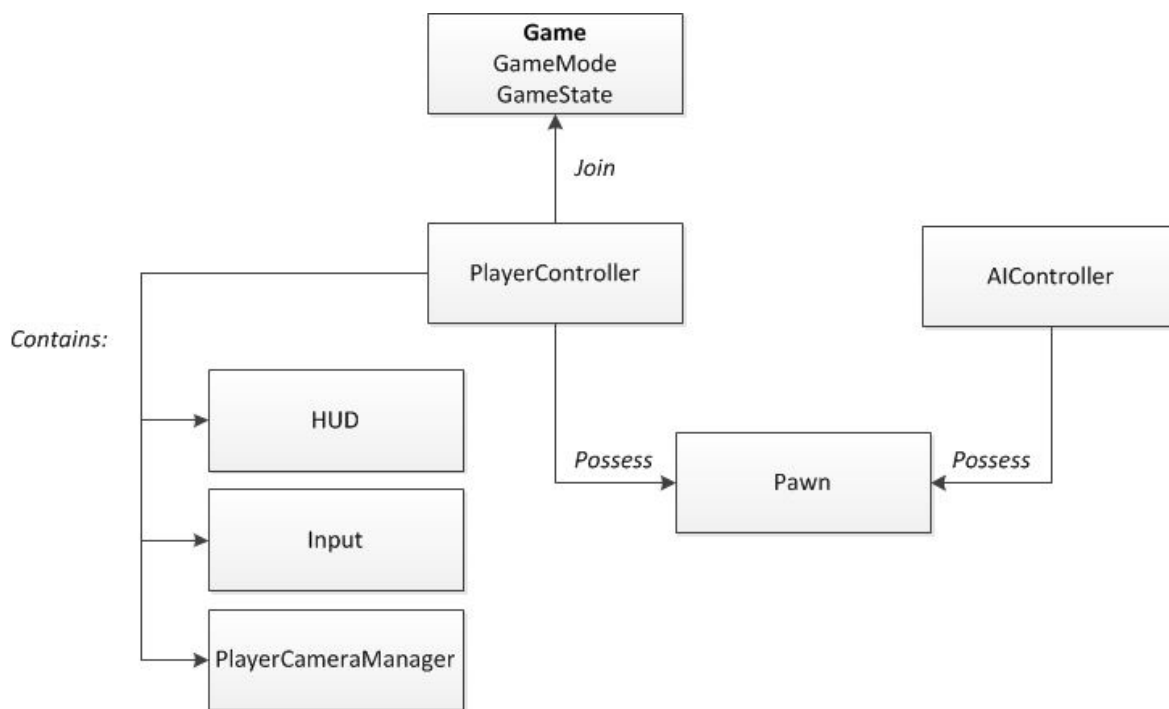 Game
GameMode
GameState
Join
PlayerController
AIController
Contains:
HUD
Possess
Possess
Pawn
Input
PlayerCameraManager